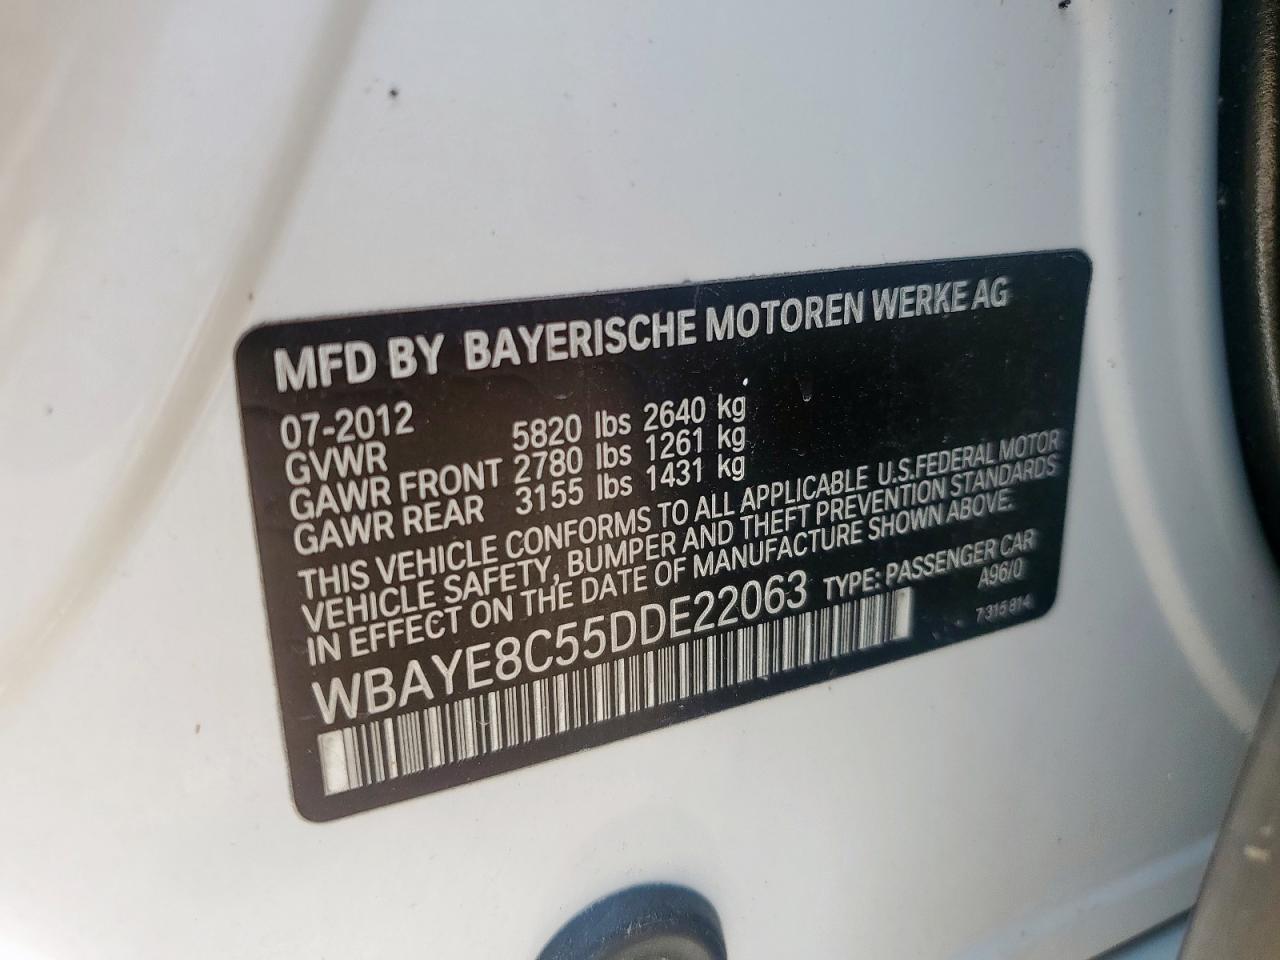 MFD BY BAYERISCHE MOTOREN WERKE AG
07-2012
GVWR 5820 lbs 2640 kg
GAWR FRONT 2780 lbs 1261 kg
GAWR REAR 3155 lbs 1431 kg
THIS VEHICLE CONFORMS TO ALL APPLICABLE U.S.FEDERAL MOTOR
VEHICLE SAFETY, BUMPER AND THEFT PREVENTION STANDARDS
IN EFFECT ON THE DATE OF MANUFACTURE SHOWN ABOVE.
WBAYE8C55DDE22063 TYPE: PASSENGER CAR
A96/0
7 316 814